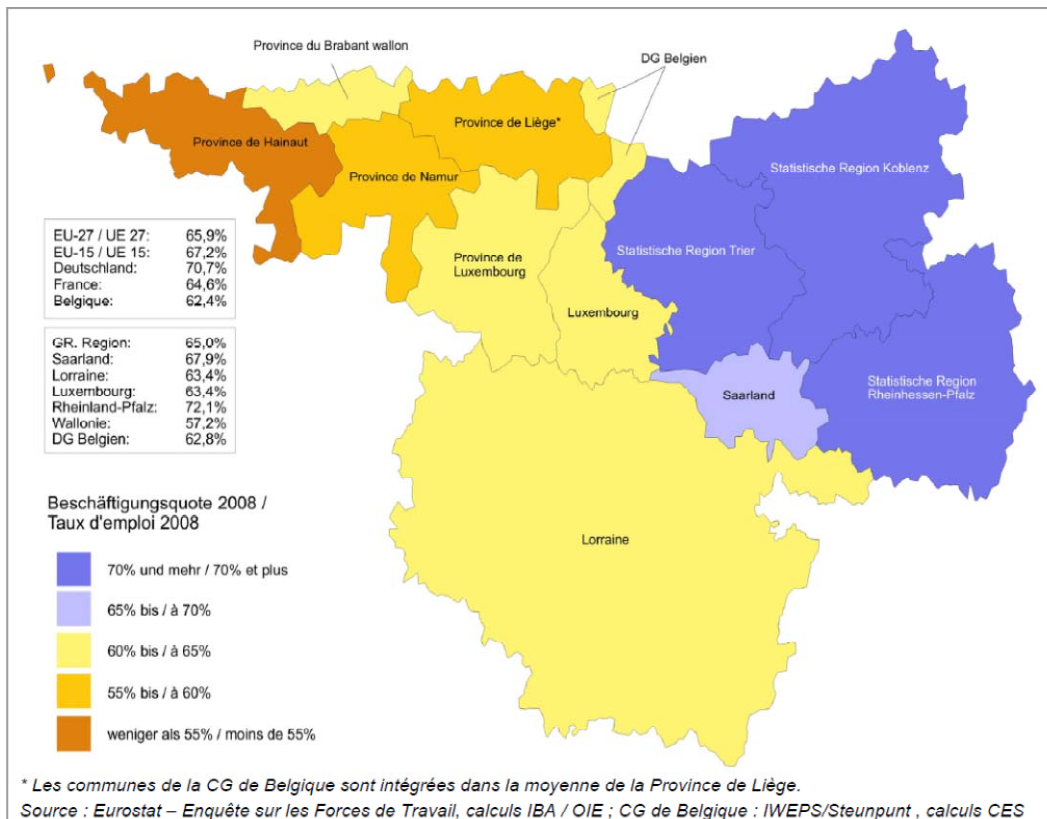 Province du Brabant wallon
DG Belgien
Province de Liège*
Province de Hainaut
Province de Namur
Statistische Region Koblenz
EU-27 / UE 27: 65,9%
EU-15 / UE 15: 67,2%
Deutschland: 70,7%
France: 64,6%
Belgique: 62,4%
Province de
Luxembourg
Statistische Region Trier
Luxembourg
GR. Region: 65,0%
Saarland: 67,9%
Lorraine: 63,4%
Luxembourg: 63,4%
Rheinland-Pfalz: 72,1%
Wallonie: 57,2%
DG Belgien: 62,8%
Saarland
Statistische Region
Rheinhessen-Pfalz
Lorraine
Beschäftigungsquote 2008 /
Taux d'emploi 2008
70% und mehr / 70% et plus
65% bis / à 70%
60% bis / à 65%
55% bis / à 60%
weniger als 55% / moins de 55%
* Les communes de la CG de Belgique sont intégrées dans la moyenne de la Province de Liège.
Source : Eurostat – Enquête sur les Forces de Travail, calculs IBA / OIE ; CG de Belgique : IWEPS/Steunpunt , calculs CES